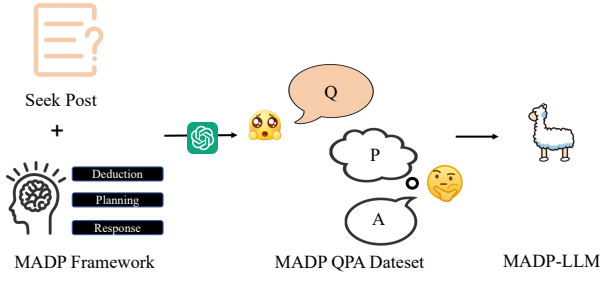 Seek Post
+
Deduction
Planning
Response
MADP Framework
Q
P
A
MADP QPA Dateset
MADP-LLM